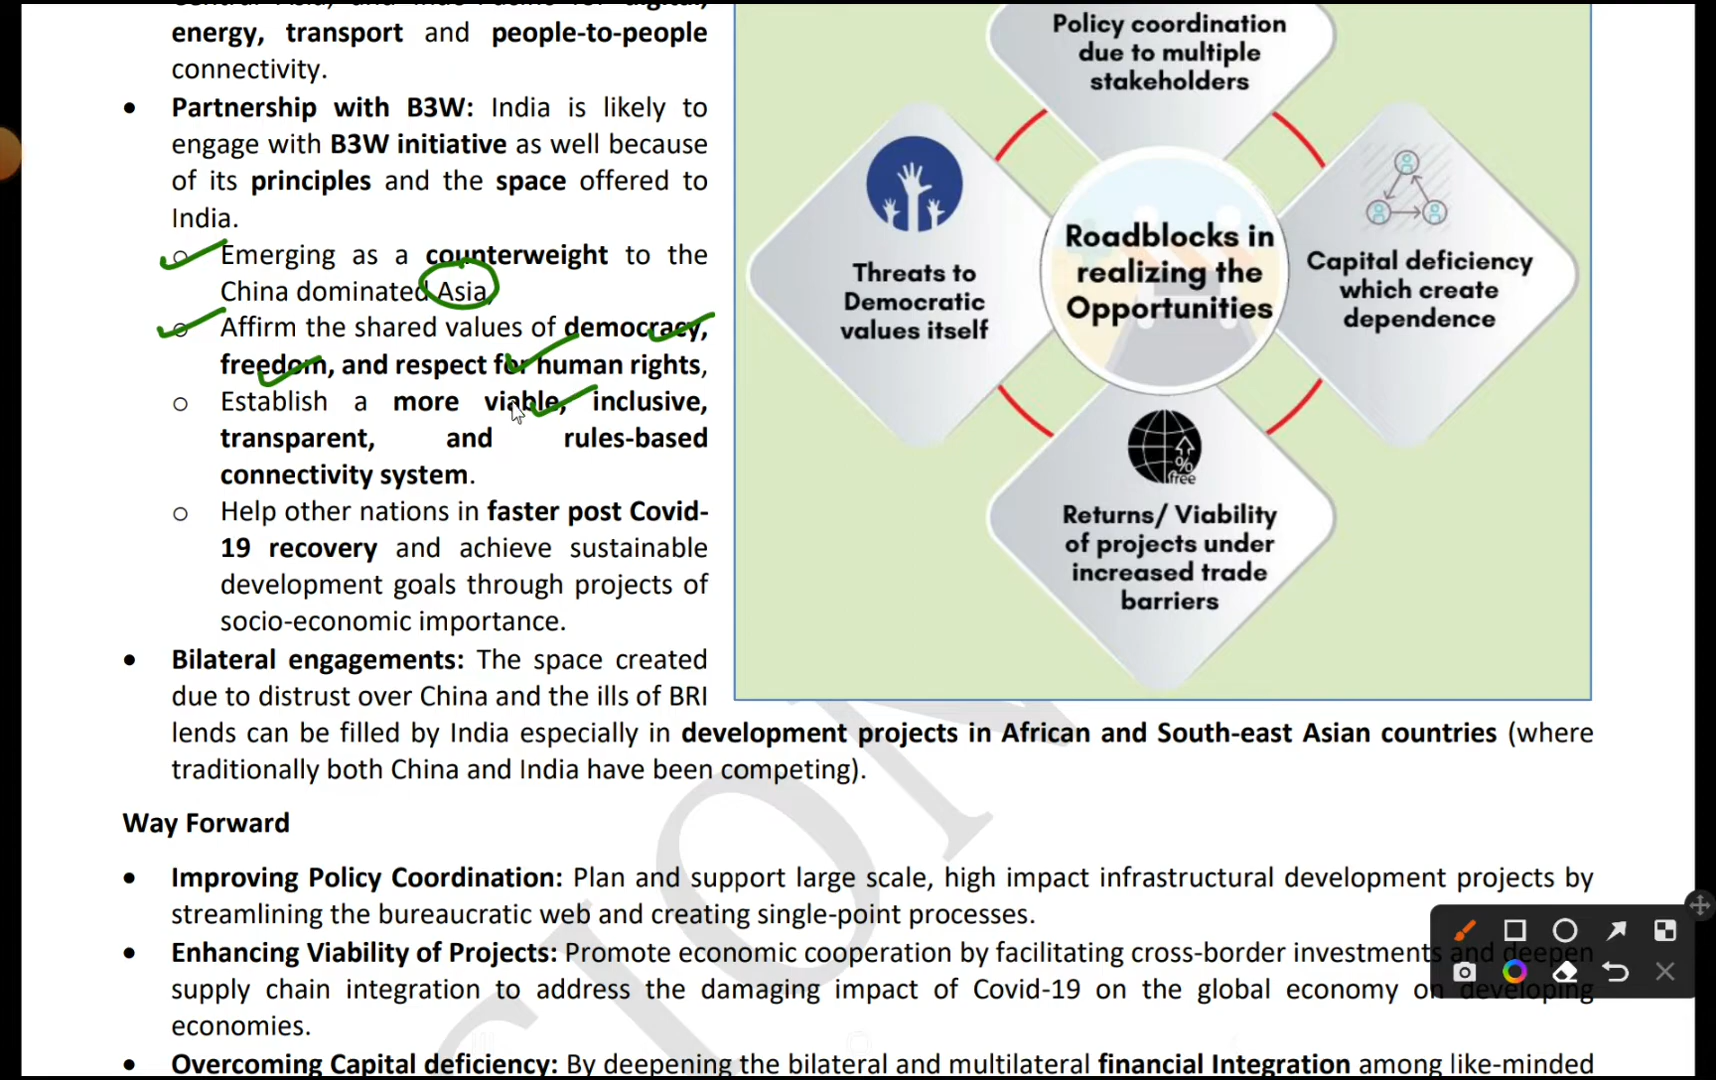 energy, transport and people-to-people
connectivity.
• Partnership with B3W: India is likely to
engage with B3W initiative as well because
of its principles and the space offered to
India.
o Emerging as a counterweight to the
China dominated Asia,
o Affirm the shared values of democracy,
freedom, and respect for human rights,
o Establish a more viable, inclusive,
transparent, and rules-based
connectivity system.
o Help other nations in faster post Covid-
19 recovery and achieve sustainable
development goals through projects of
socio-economic importance.
• Bilateral engagements: The space created
due to distrust over China and the ills of BRI
lends can be filled by India especially in development projects in African and South-east Asian countries (where
traditionally both China and India have been competing).
Policy coordination
due to multiple
stakeholders
Threats to
Democratic
values itself
Roadblocks in
realizing the
Opportunities
Capital deficiency
which create
dependence
%
free
Returns/ Viability
of projects under
increased trade
barriers
Way Forward
• Improving Policy Coordination: Plan and support large scale, high impact infrastructural development projects by
streamlining the bureaucratic web and creating single-point processes.
• Enhancing Viability of Projects: Promote economic cooperation by facilitating cross-border investments and deepen
supply chain integration to address the damaging impact of Covid-19 on the global economy on developing
economies.
• Overcoming Capital deficiency: By deepening the bilateral and multilateral financial Integration among like-minded